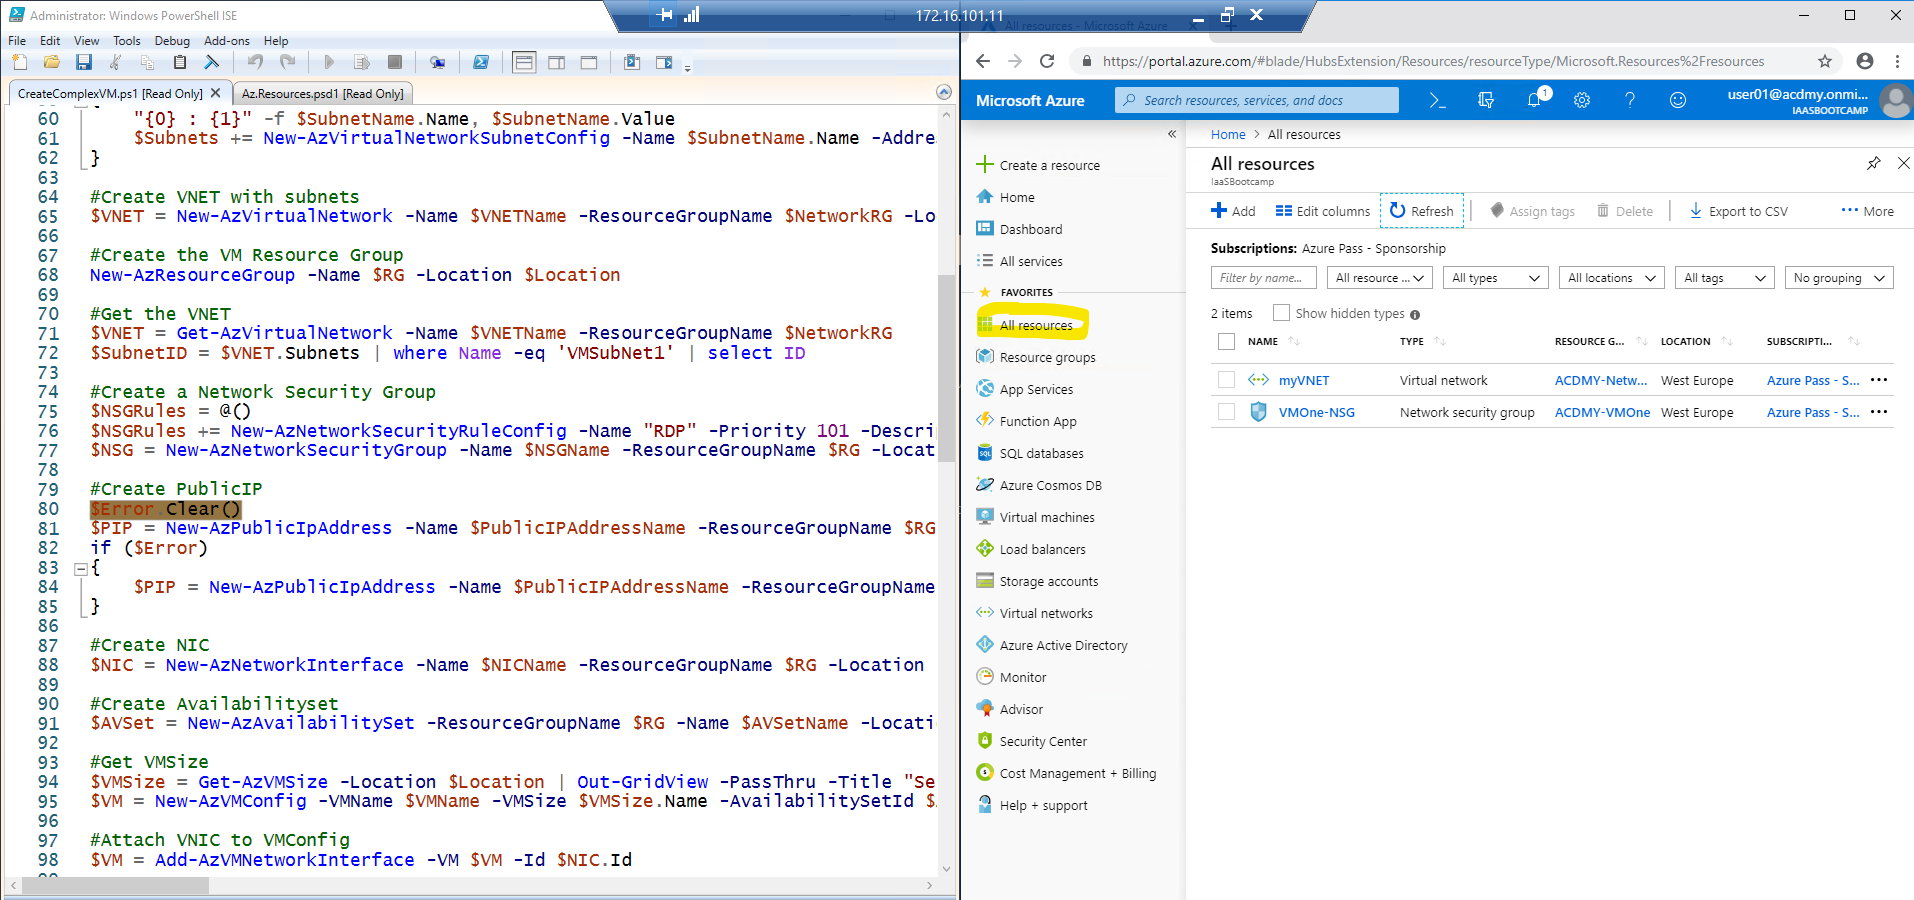 Administrator: Windows PowerShell ISE
172.16.101.11
All resources - Microsoft Azure
File Edit View Tools Debug Add-ons Help
https://portal.azure.com/#blade/HubsExtension/Resources/resourceType/Microsoft.Resources%2Fresources
CreateComplexVM.ps1 [Read Only] Az.Resources.psd1 [Read Only]
60 "{0} : {1}" -f $SubnetName.Name, $SubnetName.Value
61 $Subnets += New-AzVirtualNetworkSubnetConfig -Name $SubnetName.Name -Addre
62 }
63
64 #Create VNET with subnets
65 $VNET = New-AzVirtualNetwork -Name $VNETName -ResourceGroupName $NetworkRG -Lo
66
67 #Create the VM Resource Group
68 New-AzResourceGroup -Name $RG -Location $Location
69
70 #Get the VNET
71 $VNET = Get-AzVirtualNetwork -Name $VNETName -ResourceGroupName $NetworkRG
72 $SubnetID = $VNET.Subnets | where Name -eq 'VMSubNet1' | select ID
73
74 #Create a Network Security Group
75 $NSGRules = @()
76 $NSGRules += New-AzNetworkSecurityRuleConfig -Name "RDP" -Priority 101 -Descri
77 $NSG = New-AzNetworkSecurityGroup -Name $NSGName -ResourceGroupName $RG -Locat
78
79 #Create PublicIP
80 $Error.Clear()
81 $PIP = New-AzPublicIpAddress -Name $PublicIPAddressName -ResourceGroupName $RG
82 if ($Error)
83 {
84 $PIP = New-AzPublicIpAddress -Name $PublicIPAddressName -ResourceGroupName
85 }
86
87 #Create NIC
88 $NIC = New-AzNetworkInterface -Name $NICName -ResourceGroupName $RG -Location
89
90 #Create Availabilityset
91 $AVSet = New-AzAvailabilitySet -ResourceGroupName $RG -Name $AVSetName -Locati
92
93 #Get VMSize
94 $VMSize = Get-AzVMSize -Location $Location | Out-GridView -PassThru -Title "Se
95 $VM = New-AzVMConfig -VMName $VMName -VMSize $VMSize.Name -AvailabilitySetId $
96
97 #Attach VNIC to VMConfig
98 $VM = Add-AzVMNetworkInterface -VM $VM -Id $NIC.Id
Microsoft Azure
Search resources, services, and docs
1
user01@acdmy.onmi...
IAASBOOTCAMP
Create a resource
Home
Dashboard
All services
FAVORITES
All resources
Resource groups
App Services
Function App
SQL databases
Azure Cosmos DB
Virtual machines
Load balancers
Storage accounts
Virtual networks
Azure Active Directory
Monitor
Advisor
Security Center
Cost Management + Billing
Help + support
Home > All resources
All resources
IaaSBootcamp
Add Edit columns Refresh Assign tags Delete Export to CSV More
Subscriptions: Azure Pass - Sponsorship
Filter by name... All resource ... All types All locations All tags No grouping
2 items Show hidden types
NAME TYPE RESOURCE G... LOCATION SUBSCRIPTI...
myVNET Virtual network ACDMY-Netw... West Europe Azure Pass - S...
VMOne-NSG Network security group ACDMY-VMOne West Europe Azure Pass - S...